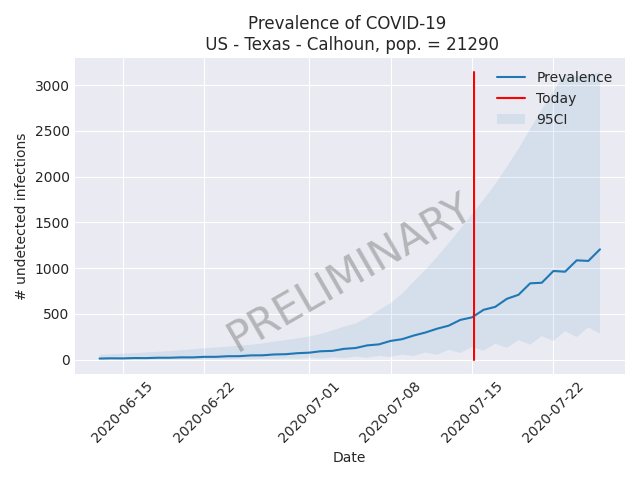 Prevalence of COVID-19
US - Texas - Calhoun, pop. = 21290
Prevalence
Today
95CI
PRELIMINARY
# undetected infections
3000
2500
2000
1500
1000
500
0
2020-06-15
2020-06-22
2020-07-01
2020-07-08
2020-07-15
2020-07-22
Date